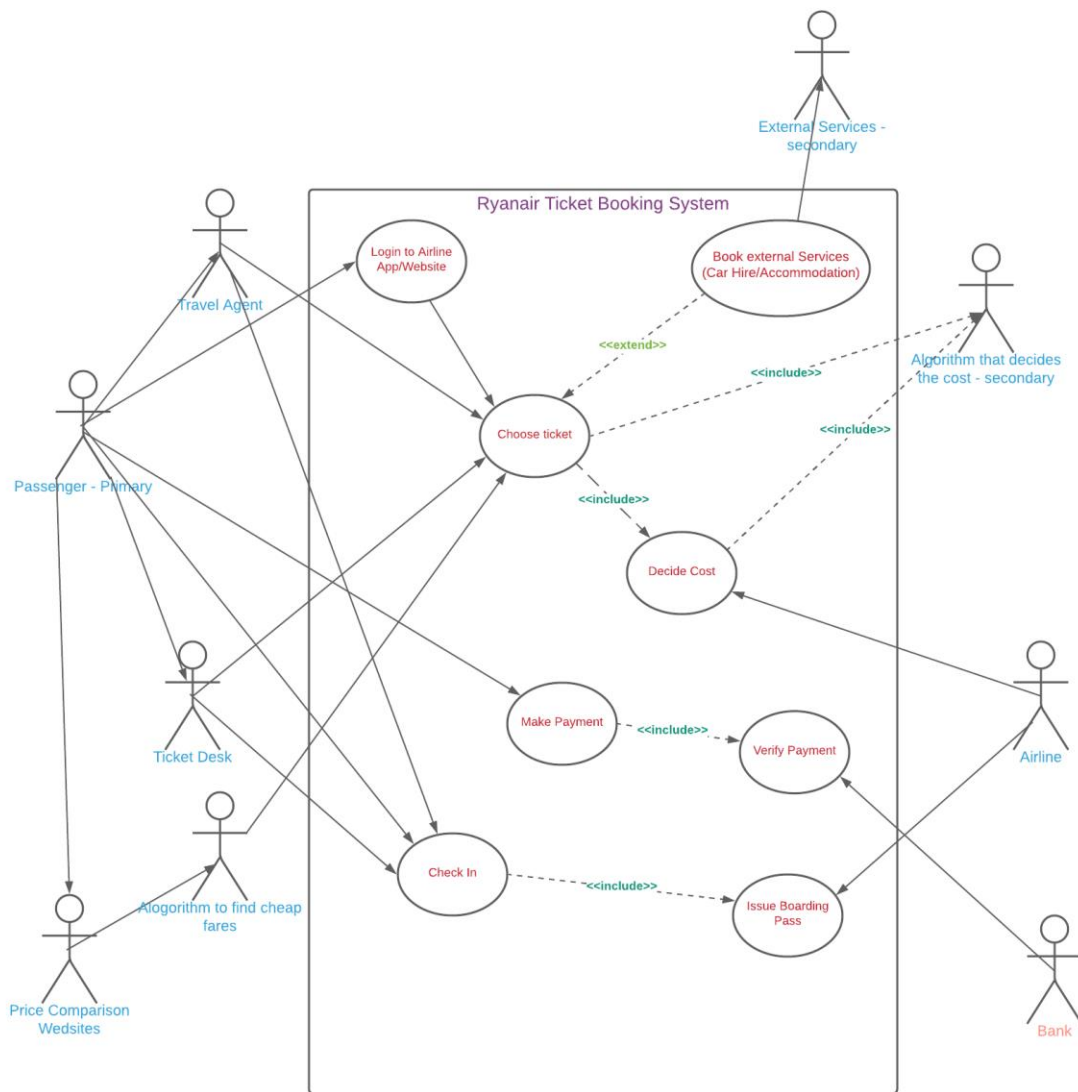 External Services -
secondary
Ryanair Ticket Booking System
Login to Airline
App/Website
Book external Services
(Car Hire/Accommodation)
Travel Agent
<<extend>>
Algorithm that decides
the cost - secondary
<<include>>
<<include>>
Choose ticket
Passenger - Primary
<<include>>
Decide Cost
Make Payment
<<include>>
Verify Payment
Ticket Desk
Airline
Check In
<<include>>
Alogorithm to find cheap
fares
Issue Boarding
Pass
Price Comparison
Wedsites
Bank